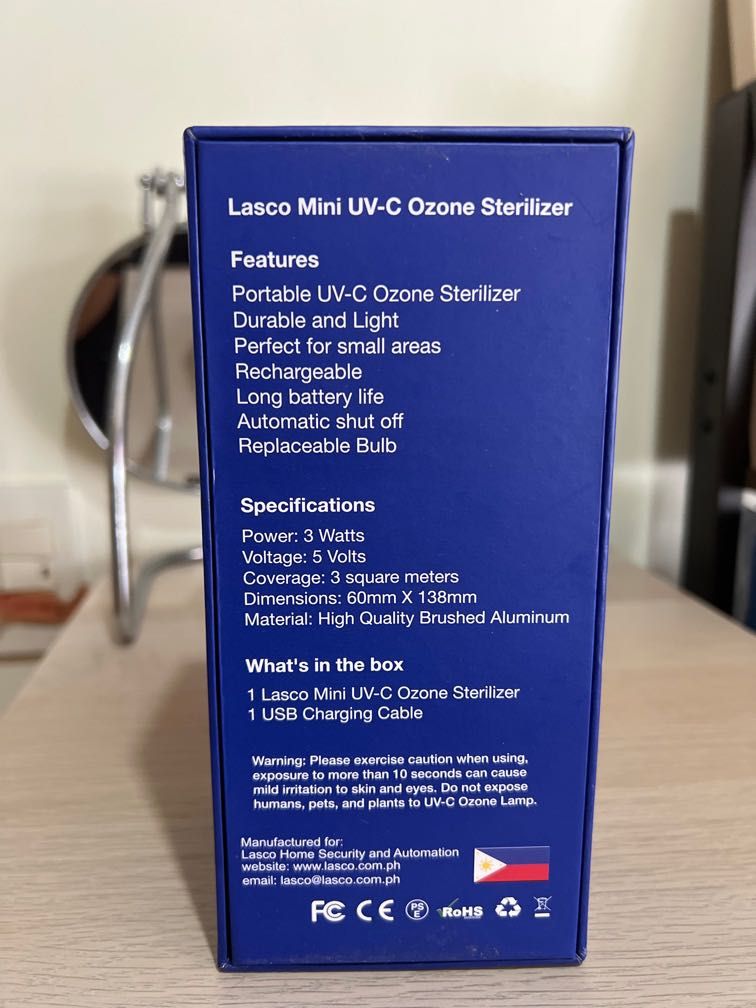 Lasco Mini UV-C Ozone Sterilizer
Features
Portable UV-C Ozone Sterilizer
Durable and Light
Perfect for small areas
Rechargeable
Long battery life
Automatic shut off
Replaceable Bulb
Specifications
Power: 3 Watts
Voltage: 5 Volts
Coverage: 3 square meters
Dimensions: 60mm X 138mm
Material: High Quality Brushed Aluminum
What's in the box
1 Lasco Mini UV-C Ozone Sterilizer
1 USB Charging Cable
Warning: Please exercise caution when using,
exposure to more than 10 seconds can cause
mild irritation to skin and eyes. Do not expose
humans, pets, and plants to UV-C Ozone Lamp.
Manufactured for:
Lasco Home Security and Automation
website: www.lasco.com.ph
email: lasco@lasco.com.ph
FC CE PS E RoHS